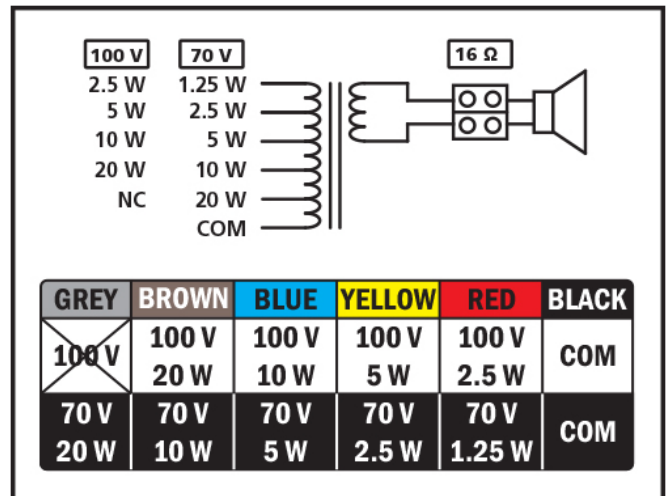 100 V 70 V 16 Ω
2.5 W 1.25 W
5 W 2.5 W
10 W 5 W
20 W 10 W
NC 20 W
COM
GREY BROWN BLUE YELLOW RED BLACK
100 V 100 V 100 V 100 V 100 V COM
20 W 10 W 5 W 2.5 W
70 V 70 V 70 V 70 V 70 V COM
20 W 10 W 5 W 2.5 W 1.25 W